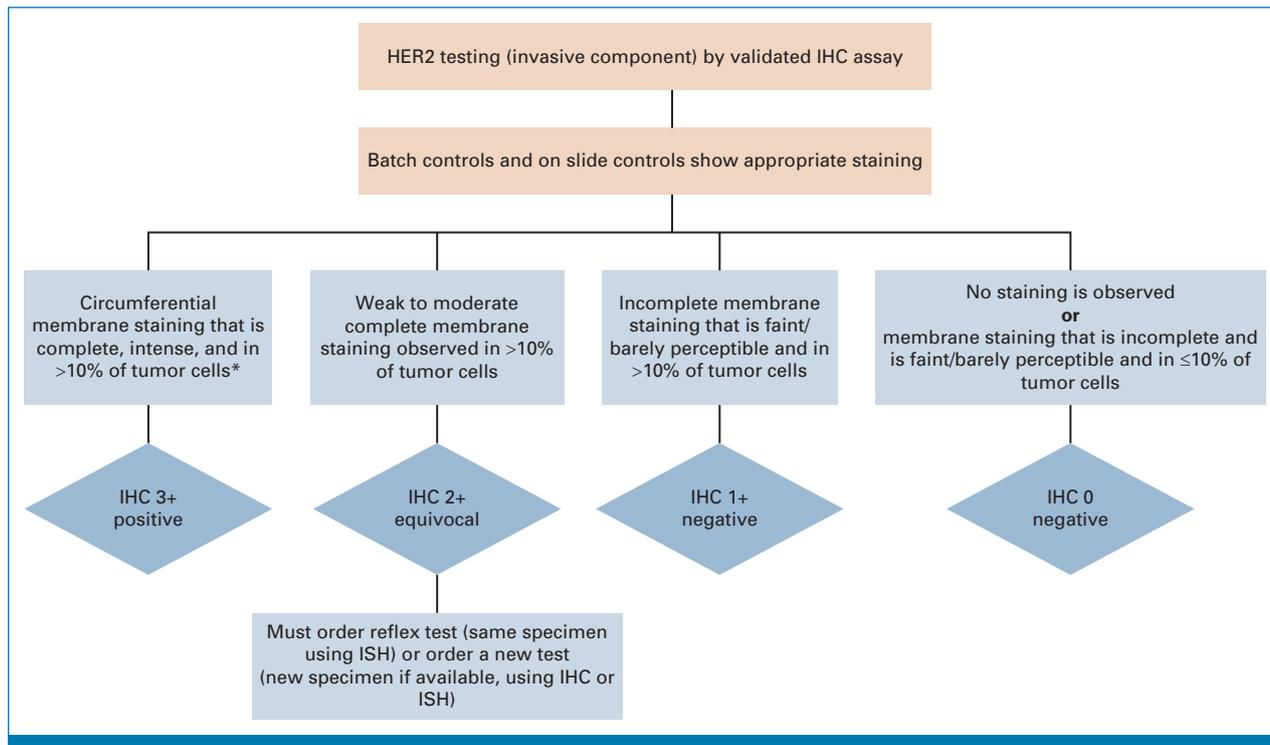 HER2 testing (invasive component) by validated IHC assay
Batch controls and on slide controls show appropriate staining
Circumferential
membrane staining that is
complete, intense, and in
>10% of tumor cells*
Weak to moderate
complete membrane
staining observed in >10%
of tumor cells
Incomplete membrane
staining that is faint/
barely perceptible and in
>10% of tumor cells
No staining is observed
or
membrane staining that is incomplete and
is faint/barely perceptible and in ≤10% of
tumor cells
IHC 3+
positive
IHC 2+
equivocal
IHC 1+
negative
IHC 0
negative
Must order reflex test (same specimen
using ISH) or order a new test
(new specimen if available, using IHC or
ISH)